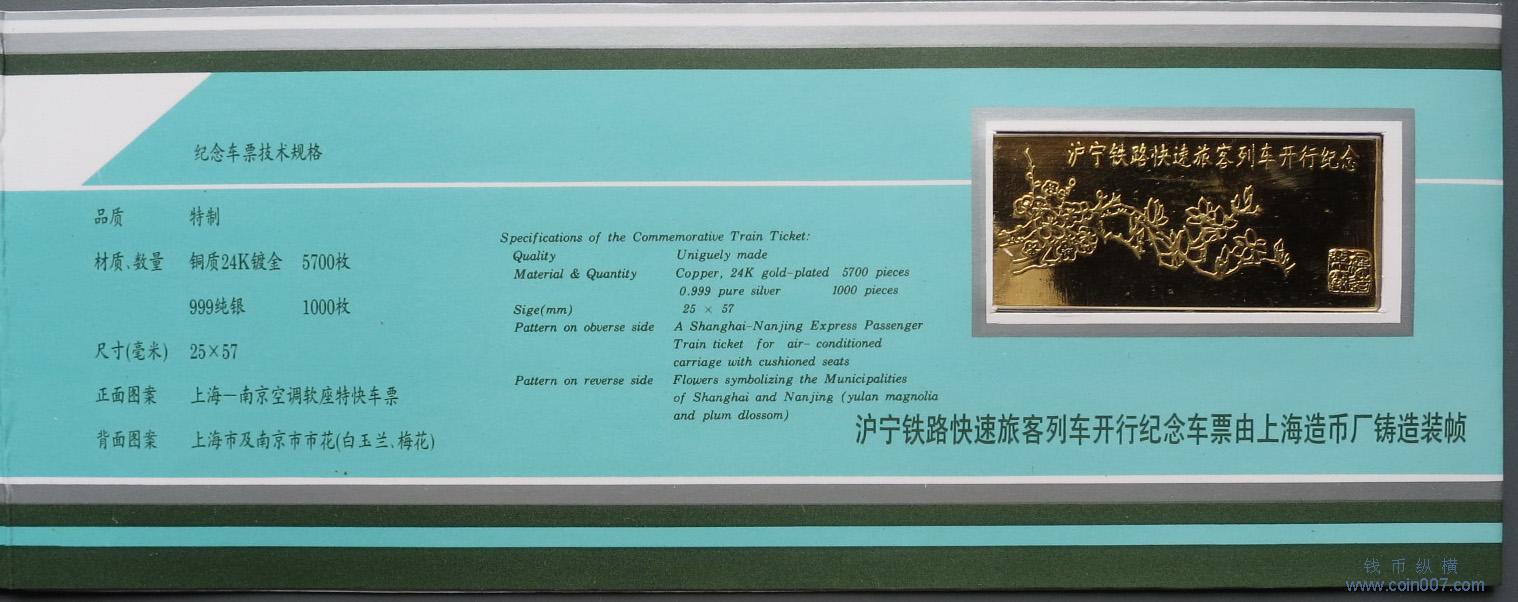 纪念车票技术规格
品质 特制
材质、数量 铜质24K镀金 5700枚
999纯银 1000枚
尺寸(毫米) 25×57
正面图案 上海—南京空调软座特快车票
背面图案 上海市及南京市市花(白玉兰、梅花)
Specifications of the Commemorative Train Ticket:
Quality Uniguely made
Material & Quantity Copper, 24K gold-plated 5700 pieces
0.999 pure silver 1000 pieces
Sige(mm) 25 × 57
Pattern on obverse side A Shanghai-Nanjing Express Passenger
Train ticket for air- conditioned
carriage with cushioned seats
Pattern on reverse side Flowers symbolizing the Municipalities
of Shanghai and Nanjing (yulan magnolia
and plum dlossom)
沪宁铁路快速旅客列车开行纪念
沪宁铁路快速旅客列车开行纪念车票由上海造币厂铸造装帧
钱币纵横
www.coin007.com